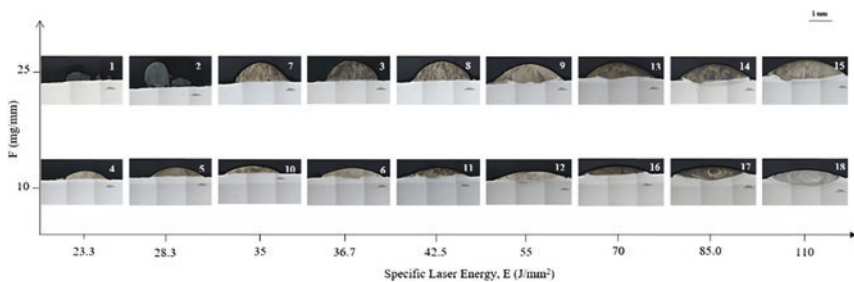 1 mm
25
1 2 7 3 8 9 13 14 15
F (mg/mm)
10
4 5 10 6 11 12 16 17 18
23.3 28.3 35 36.7 42.5 55 70 85.0 110
Specific Laser Energy, E (J/mm²)